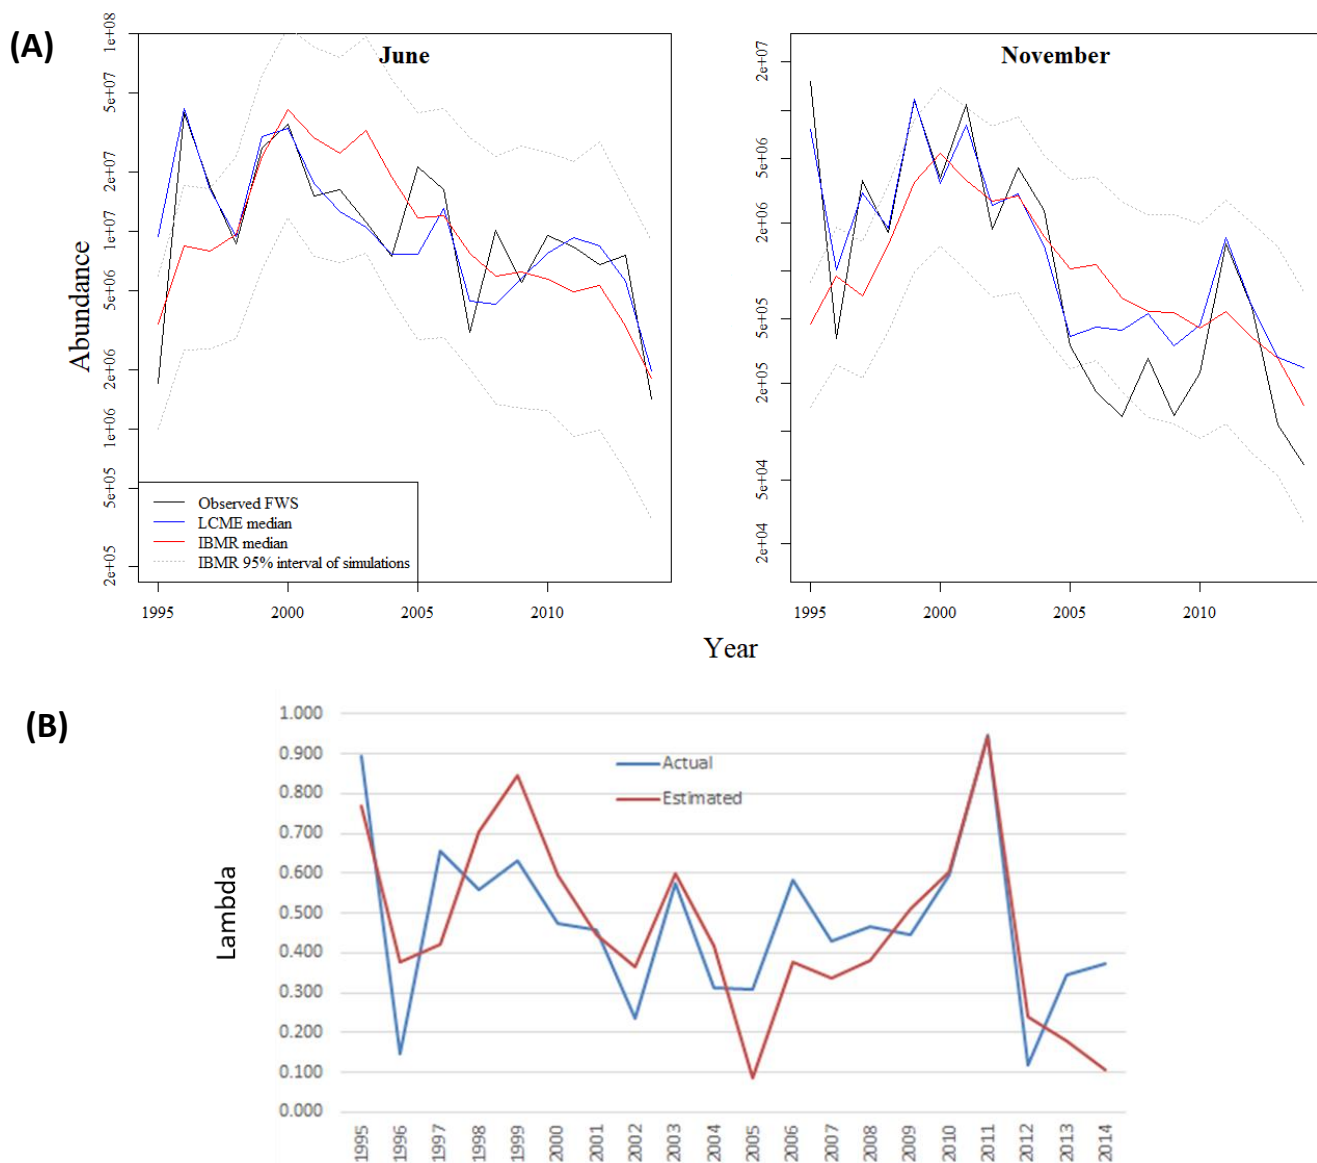 (A)
June
November
Abundance
1e+08
5e+07
2e+07
1e+07
5e+06
2e+06
1e+06
5e+05
2e+05
2e+07
5e+06
2e+06
5e+05
2e+05
5e+04
2e+04
Observed FWS
LCME median
IBMR median
IBMR 95% interval of simulations
1995 2000 2005 2010
1995 2000 2005 2010
Year
(B)
Lambda
1.000
0.900
0.800
0.700
0.600
0.500
0.400
0.300
0.200
0.100
0.000
Actual
Estimated
1995 1996 1997 1998 1999 2000 2001 2002 2003 2004 2005 2006 2007 2008 2009 2010 2011 2012 2013 2014